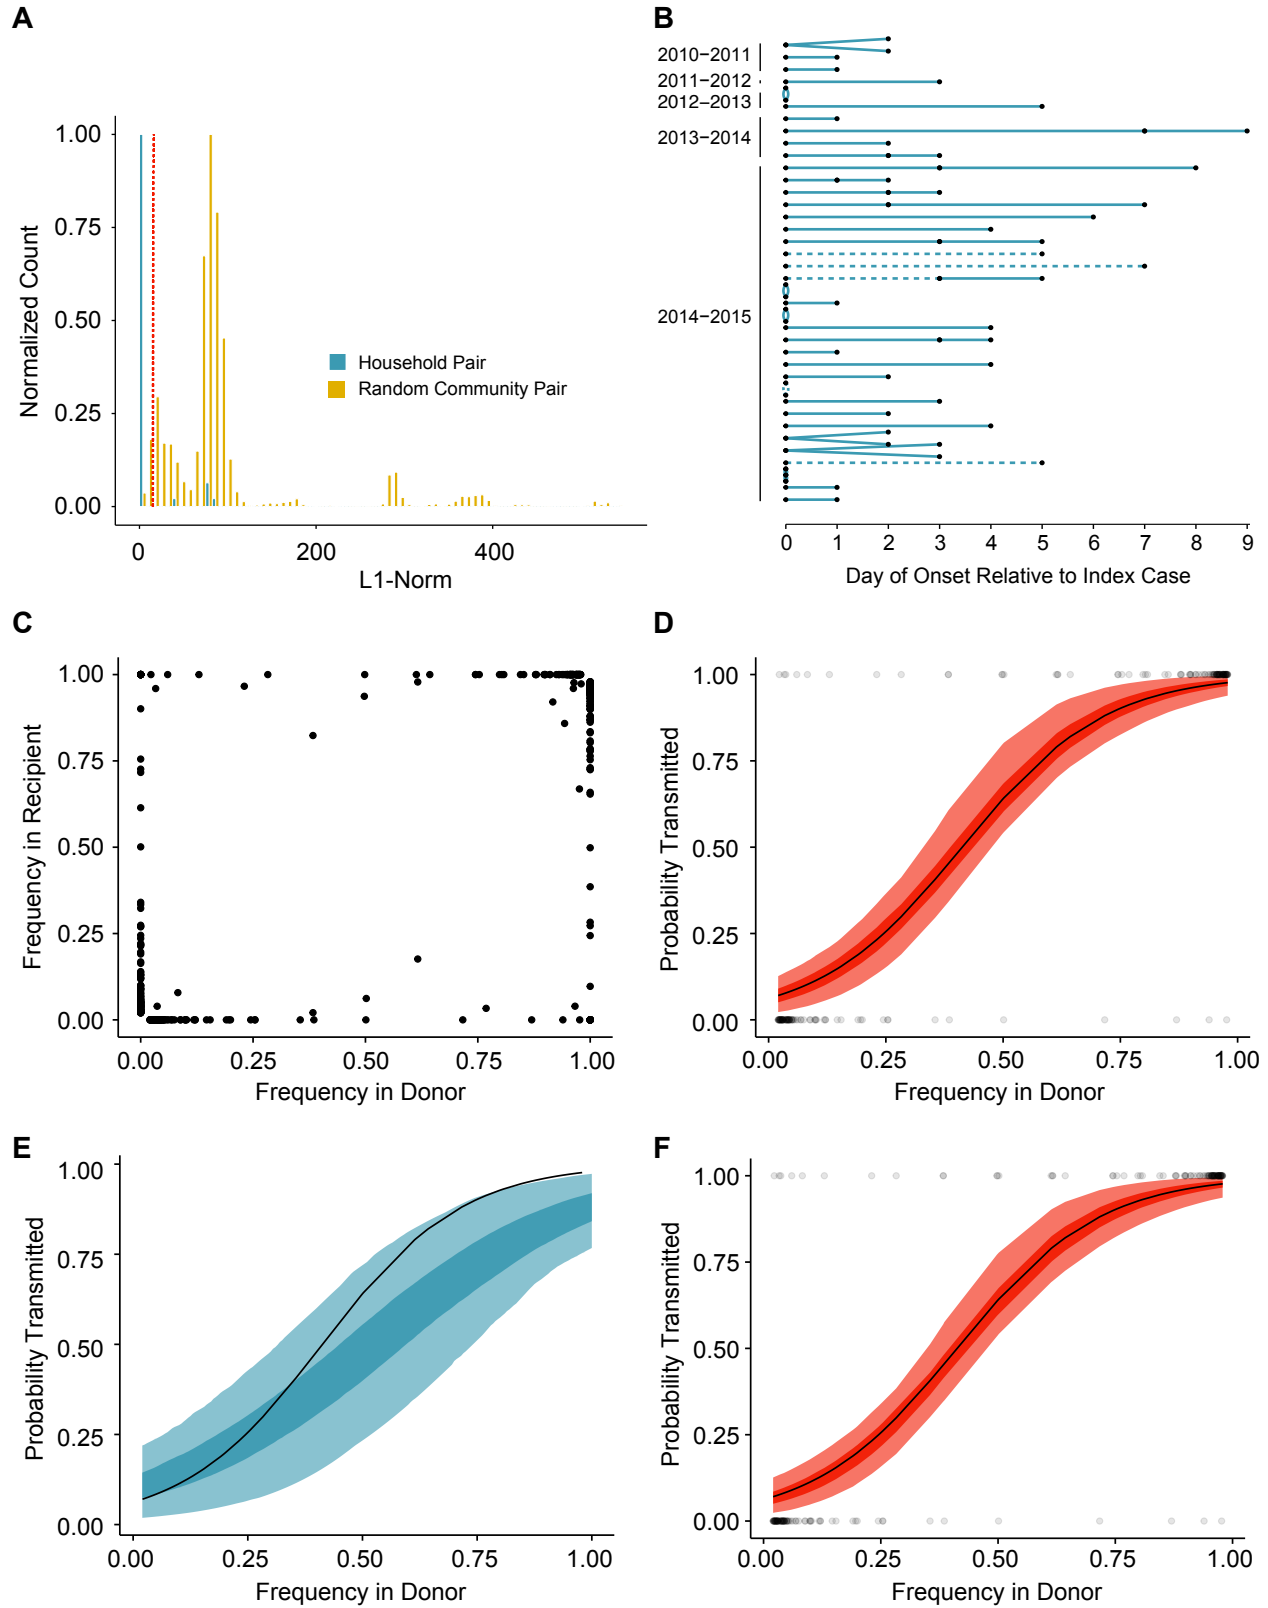 A
1.00
0.75
0.50
0.25
0.00
Normalized Count
Household Pair
Random Community Pair
0 200 400
L1-Norm
B
2010−2011
2011−2012
2012−2013
2013−2014
2014−2015
0 1 2 3 4 5 6 7 8 9
Day of Onset Relative to Index Case
C
1.00
0.75
0.50
0.25
0.00
Frequency in Recipient
0.00 0.25 0.50 0.75 1.00
Frequency in Donor
D
1.00
0.75
0.50
0.25
0.00
Probability Transmitted
0.00 0.25 0.50 0.75 1.00
Frequency in Donor
E
1.00
0.75
0.50
0.25
0.00
Probability Transmitted
0.00 0.25 0.50 0.75 1.00
Frequency in Donor
F
1.00
0.75
0.50
0.25
0.00
Probability Transmitted
0.00 0.25 0.50 0.75 1.00
Frequency in Donor